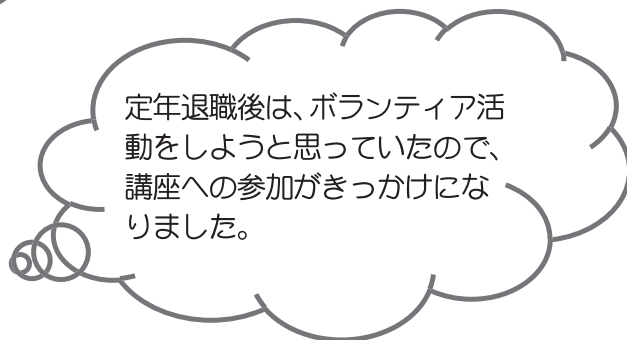 定年退職後は、ボランティア活
動をしようと思っていたので、
講座への参加がきっかけにな
りました。